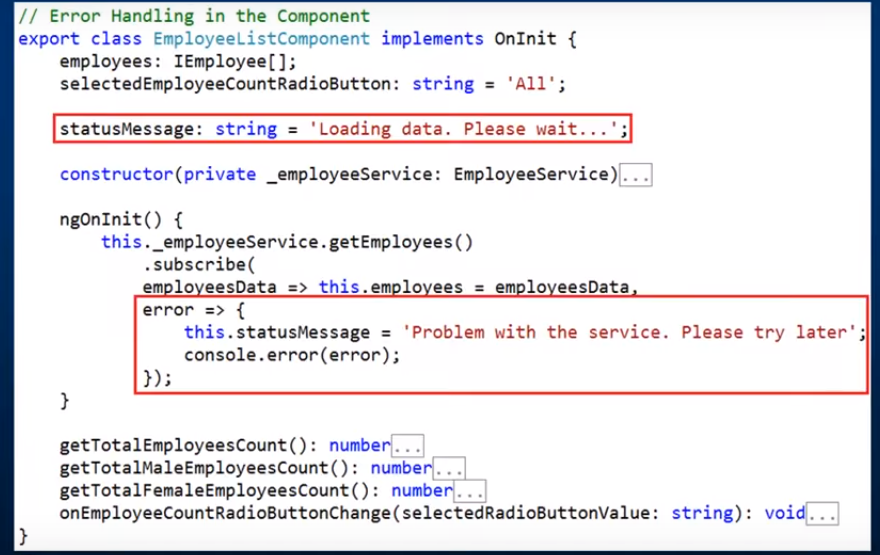 // Error Handling in the Component
export class EmployeeListComponent implements OnInit {
    employees: IEmployee[];
    selectedEmployeeCountRadioButton: string = 'All';
    statusMessage: string = 'Loading data. Please wait...';
    constructor(private _employeeService: EmployeeService)...
    ngOnInit() {
        this._employeeService.getEmployees()
            .subscribe(
            employeesData => this.employees = employeesData,
            error => {
                this.statusMessage = 'Problem with the service. Please try later';
                console.error(error);
            });
    }
    getTotalEmployeesCount(): number...
    getTotalMaleEmployeesCount(): number...
    getTotalFemaleEmployeesCount(): number...
    onEmployeeCountRadioButtonChange(selectedRadioButtonValue: string): void...
}